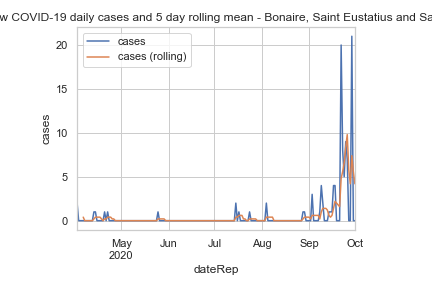 w COVID-19 daily cases and 5 day rolling mean - Bonaire, Saint Eustatius and Sa
cases
cases (rolling)
20
15
10
5
0
cases
May Jun Jul Aug Sep Oct
2020
dateRep